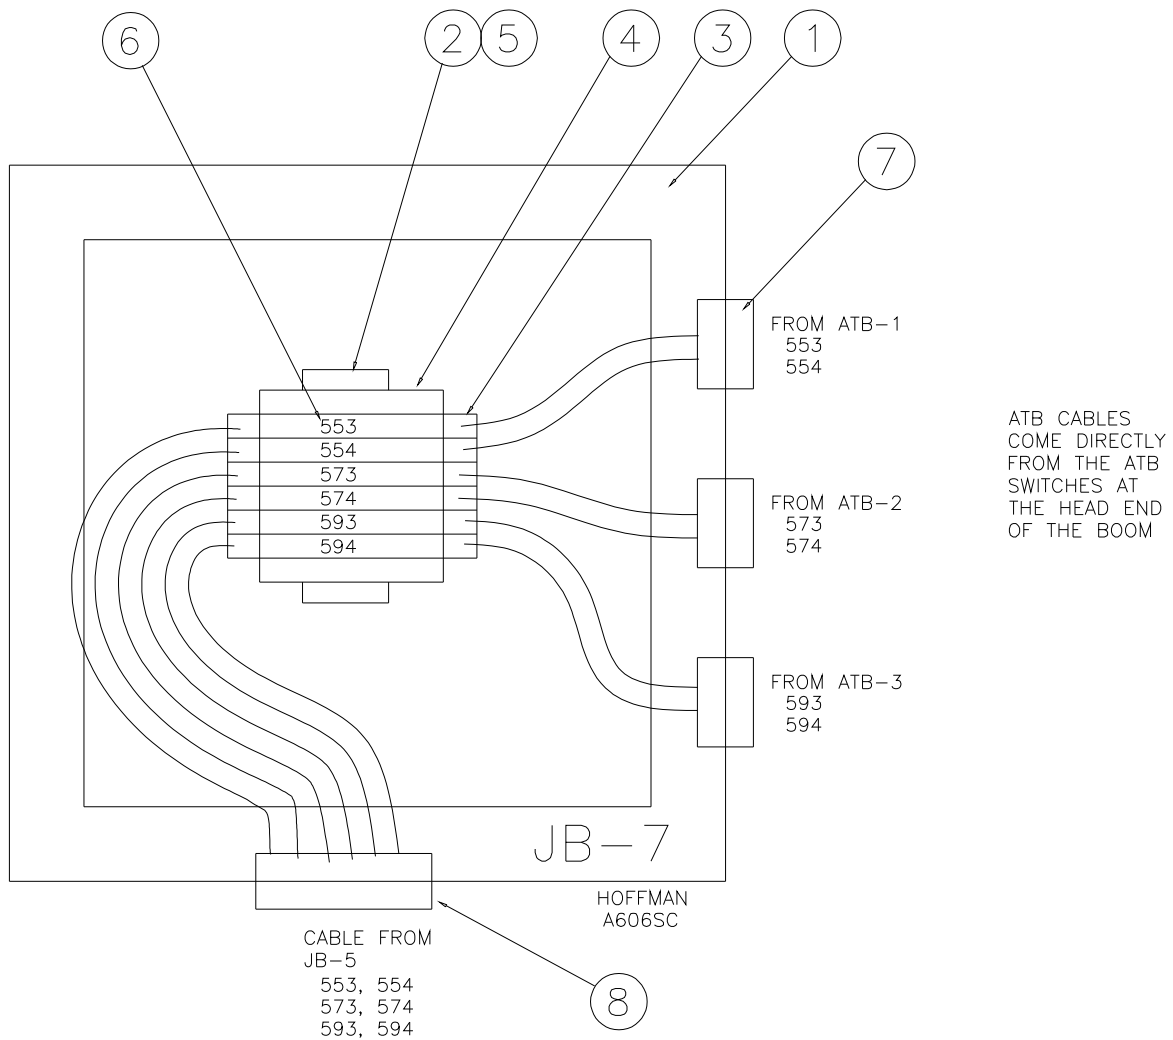 6
2
5
4
3
1
7
FROM ATB-1
553
554
553
554
573
574
593
594
ATB CABLES
COME DIRECTLY
FROM THE ATB
SWITCHES AT
THE HEAD END
OF THE BOOM
FROM ATB-2
573
574
FROM ATB-3
593
594
JB-7
HOFFMAN
A606SC
CABLE FROM
JB-5
553, 554
573, 574
593, 594
8